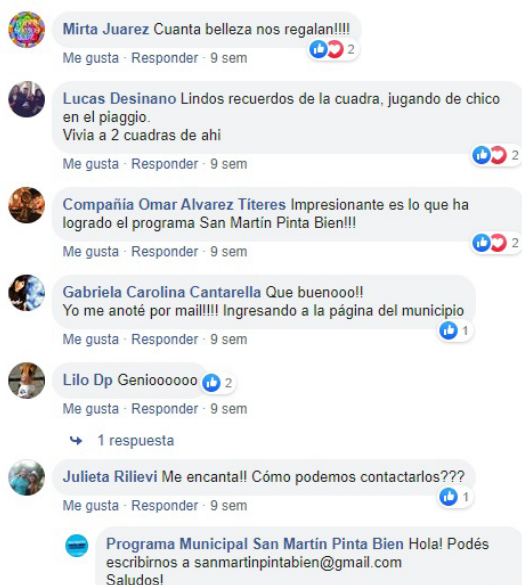 Mirta Juarez Cuanta belleza nos regalan!!!!
2
Me gusta · Responder · 9 sem
Lucas Desinano Lindos recuerdos de la cuadra, jugando de chico
en el piaggio.
Vivia a 2 cuadras de ahi
2
Me gusta · Responder · 9 sem
Compañía Omar Alvarez Títeres Impresionante es lo que ha
logrado el programa San Martín Pinta Bien!!!
2
Me gusta · Responder · 9 sem
Gabriela Carolina Cantarella Que buenooo!!
Yo me anoté por mail!!!! Ingresando a la página del municipio
1
Me gusta · Responder · 9 sem
Lilo Dp Genioooooo 2
Me gusta · Responder · 9 sem
1 respuesta
Julieta Rilievi Me encanta!! Cómo podemos contactarlos???
1
Me gusta · Responder · 9 sem
Programa Municipal San Martín Pinta Bien Hola! Podés
escribirnos a sanmartinpintabien@gmail.com
Saludos!